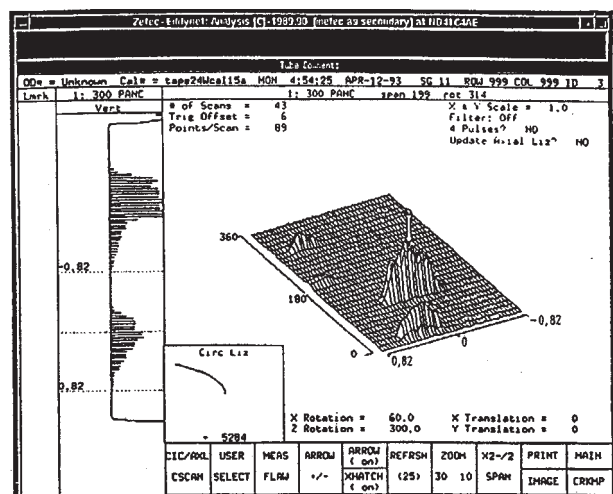 Zetec-Eddynet: Analysis (C)-1989,90 (metec as secondary) at ND41C4AE
Tube Comment:
= Unknown Cal# = tape24Wcal15a MON 4:54:25 APR-12-93 SG 11 ROW 999 COL 999 ID 3
Lmrk 1: 300 PANC 1: 300 PANC span 199 rot 314
Vert
# of Scans = 43
Trig Offset = 6
Points/Scan = 89
X & Y Scale = 1.0
Filter: OFF
4 Pulses? NO
Update Axial Liz? NO
360
180
0
-0,82
0
0,82
-0.82
0.82
Circ Liz
5284
X Rotation = 60.0 X Translation = 0
Z Rotation = 300,0 Y Translation = 0
CIC/AXL USER MEAS ARROW ARROW REFRSH ZOOM X2-/2 PRINT MAIN
( on)
CSCAN SELECT FLAW +/- XHATCH (25) 30 10 SPAN IMAGE CRKMP
( on)